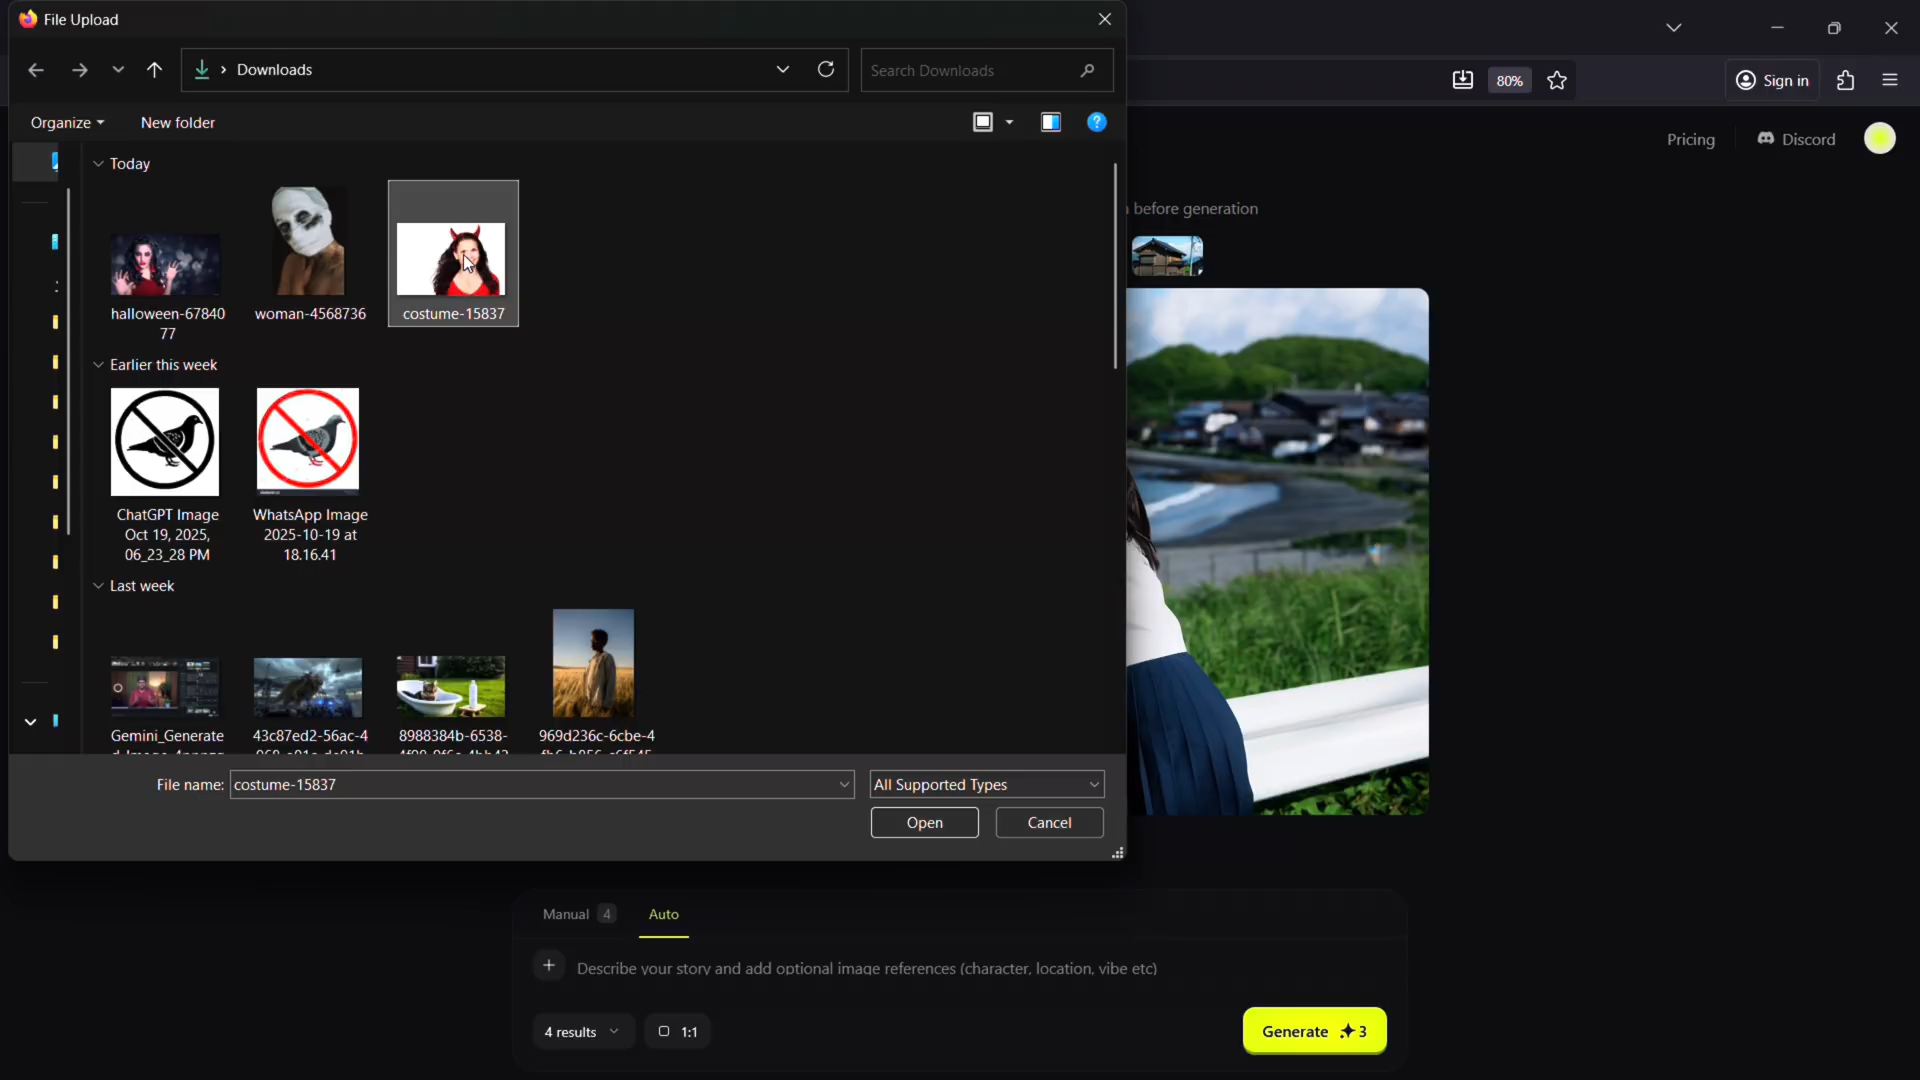 File Upload
Downloads
Search Downloads
80%
Sign in
Organize
New folder
Pricing
Discord
Today
before generation
halloween-67840
77
woman-4568736
costume-15837
Earlier this week
ChatGPT Image
Oct 19, 2025,
06_23_28 PM
WhatsApp Image
2025-10-19 at
18.16.41
Last week
Gemini_Generate
43c87ed2-56ac-4
8988384b-6538-
969d236c-6cbe-4
File name:
costume-15837
All Supported Types
Open
Cancel
Manual 4
Auto
Describe your story and add optional image references (character, location, vibe etc)
4 results
1:1
Generate 3